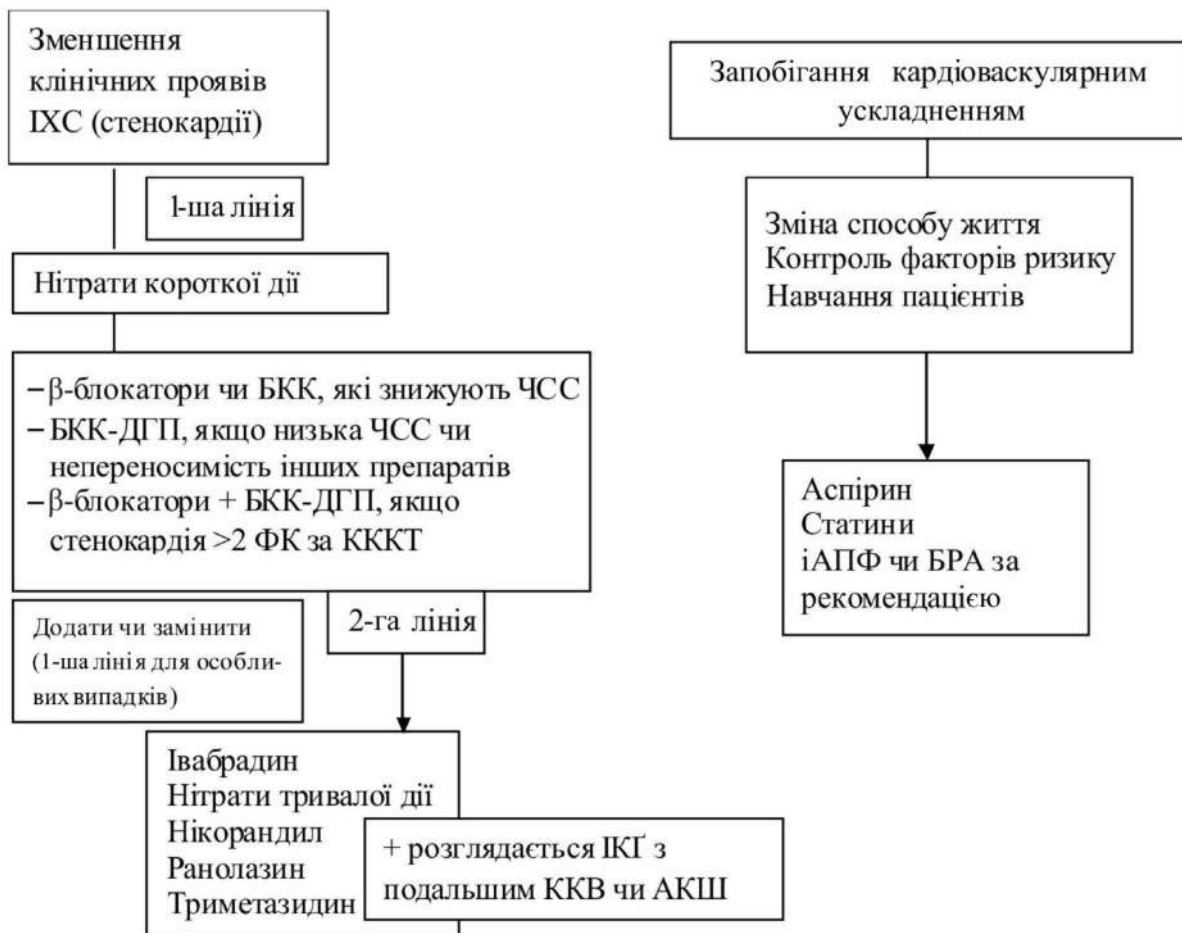 Зменшення
клінічних проявів
ІХС (стенокардії)
1-ша лінія
Нітрати короткої дії
– β-блокатори чи БКК, які знижують ЧСС
– БКК-ДГП, якщо низька ЧСС чи
непереносимість інших препаратів
– β-блокатори + БКК-ДГП, якщо
стенокардія >2 ФК за КККТ
Додати чи замінити
(1-ша лінія для особли-
вих випадків)
2-га лінія
Івабрадин
Нітрати тривалої дії
Нікорандил
Ранолазин
Триметазидин
+ розглядається ІКҐ з
подальшим ККВ чи АКШ
Запобігання кардіоваскулярним
ускладненням
Зміна способу життя
Контроль факторів ризику
Навчання пацієнтів
Аспірин
Статини
іАПФ чи БРА за
рекомендацією